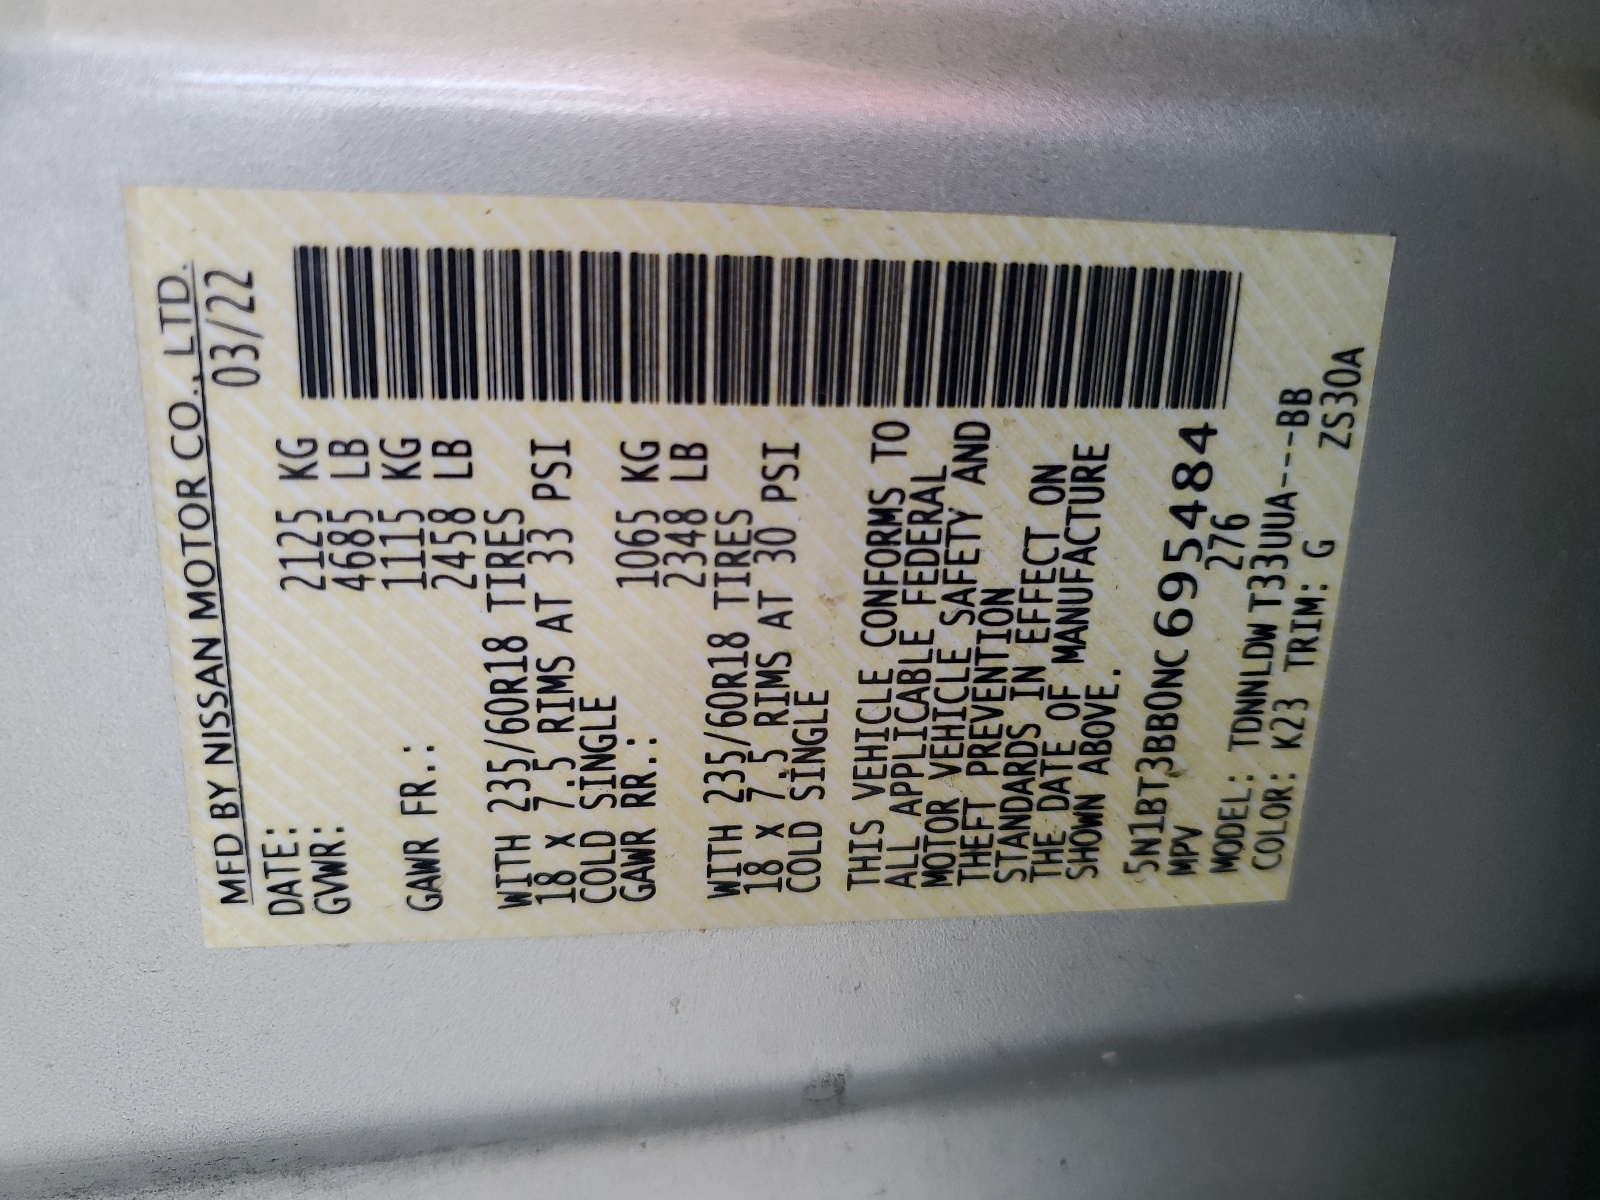 MFD BY NISSAN MOTOR CO., LTD.
DATE: 03/22
GVWR: 2125 KG
4685 LB
GAWR FR.: 1115 KG
2458 LB
WITH 235/60R18 TIRES
18 x 7.5 RIMS AT 33 PSI
COLD SINGLE
GAWR RR.: 1065 KG
2348 LB
WITH 235/60R18 TIRES
18 x 7.5 RIMS AT 30 PSI
COLD SINGLE
THIS VEHICLE CONFORMS TO
ALL APPLICABLE FEDERAL
MOTOR VEHICLE SAFETY AND
THEFT PREVENTION
STANDARDS IN EFFECT ON
THE DATE OF MANUFACTURE
SHOWN ABOVE.
5N1BT3BB0NC695484
MPV 276
MODEL: TDNNLDW T33UUA---BB
COLOR: K23 TRIM: G ZS30A